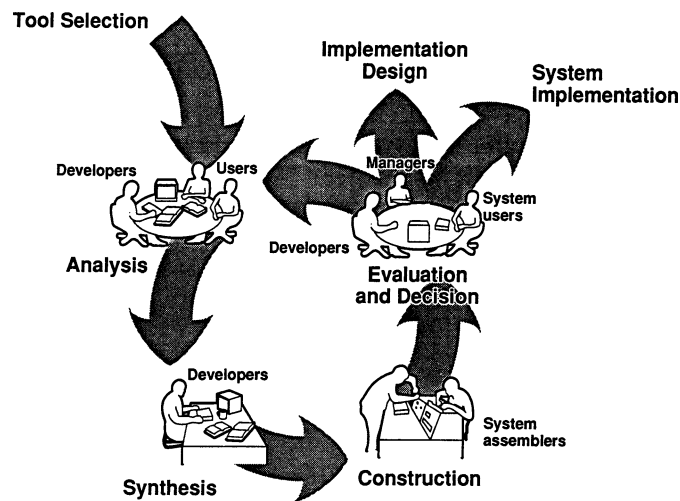 Tool Selection
Implementation
Design
System
Implementation
Developers
Users
Managers
System
users
Developers
Analysis
Evaluation
and Decision
Developers
System
assemblers
Synthesis
Construction